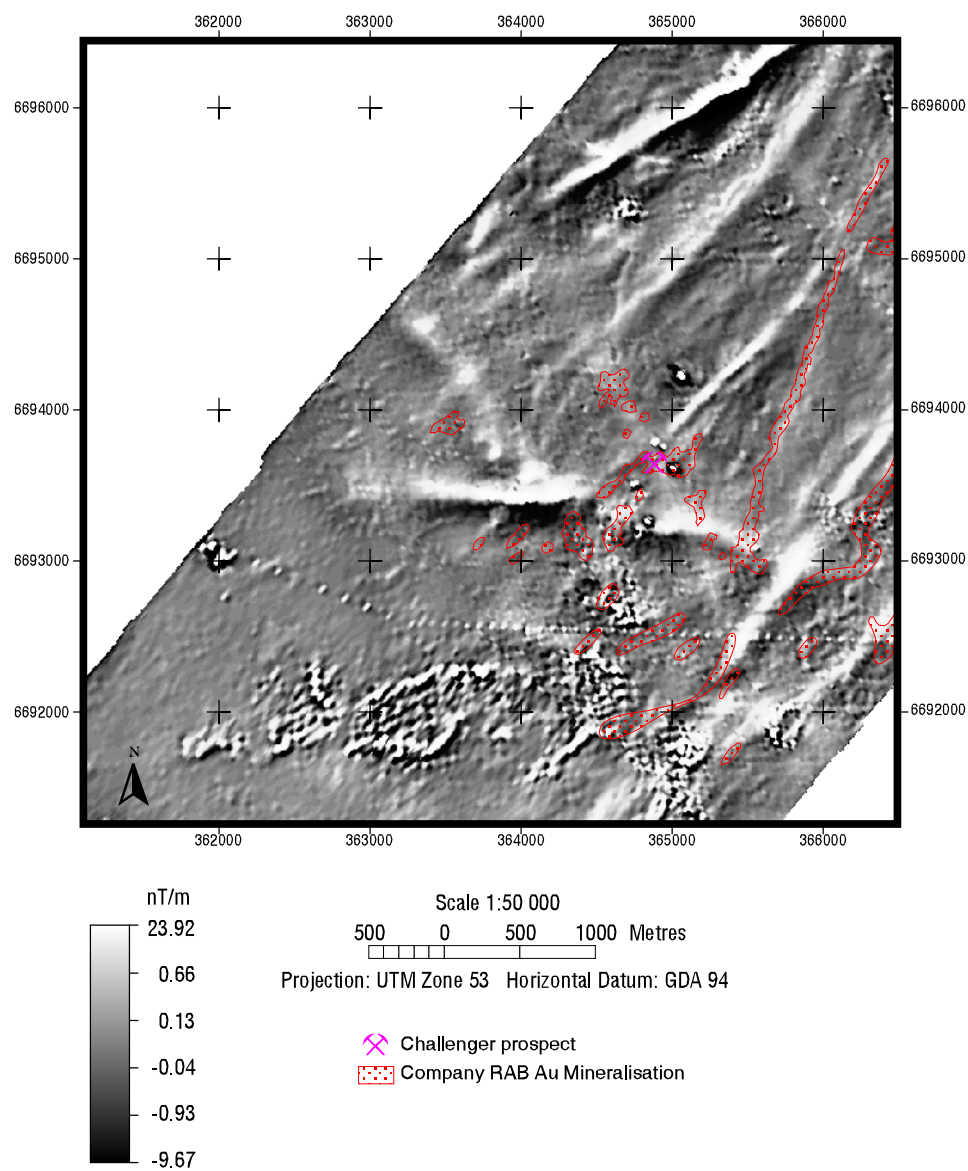 362000 363000 364000 365000 366000
6696000 6696000
6695000 6695000
6694000 6694000
6693000 6693000
6692000 6692000
N
362000 363000 364000 365000 366000
nT/m
23.92
0.66
0.13
-0.04
-0.93
-9.67
Scale 1:50 000
500 0 500 1000 Metres
Projection: UTM Zone 53 Horizontal Datum: GDA 94
Challenger prospect
Company RAB Au Mineralisation